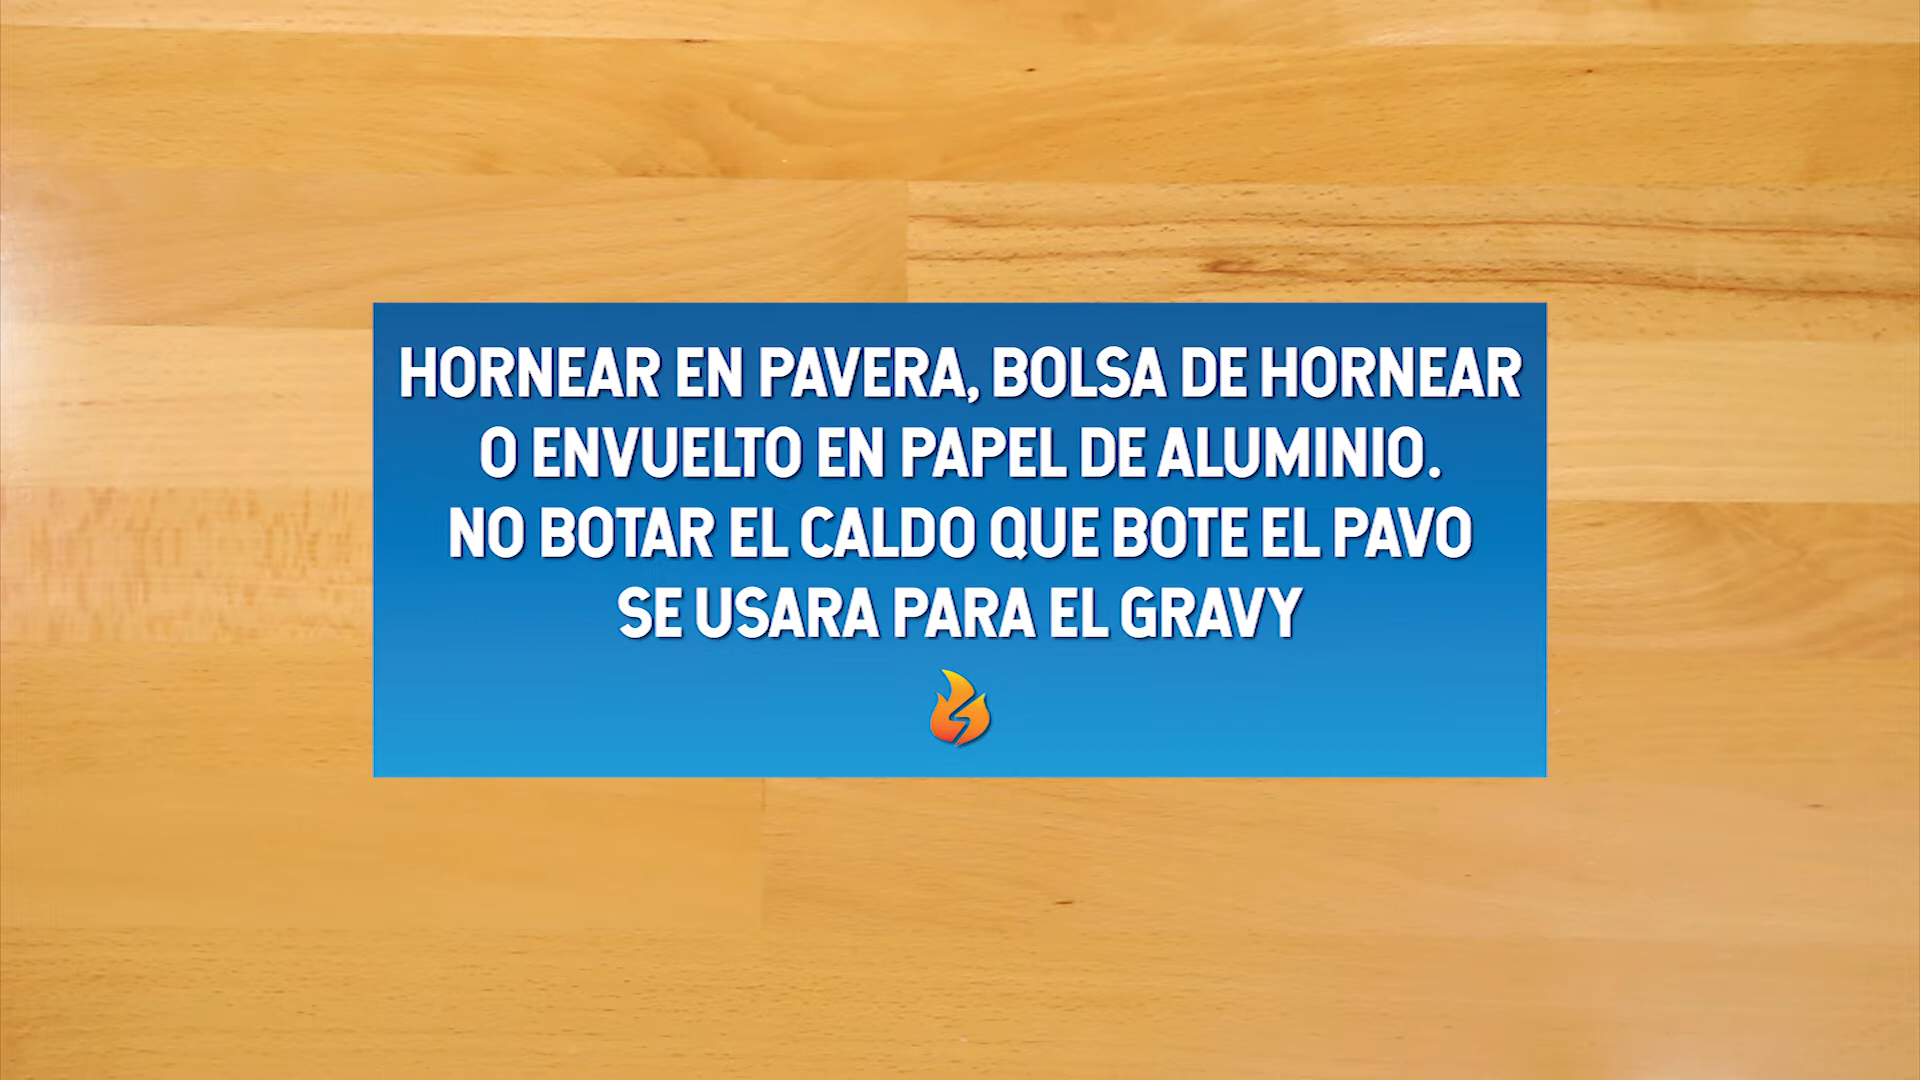 HORNEAR EN PAVERA, BOLSA DE HORNEAR
O ENVUELTO EN PAPEL DE ALUMINIO.
NO BOTAR EL CALDO QUE BOTE EL PAVO
SE USARA PARA EL GRAVY